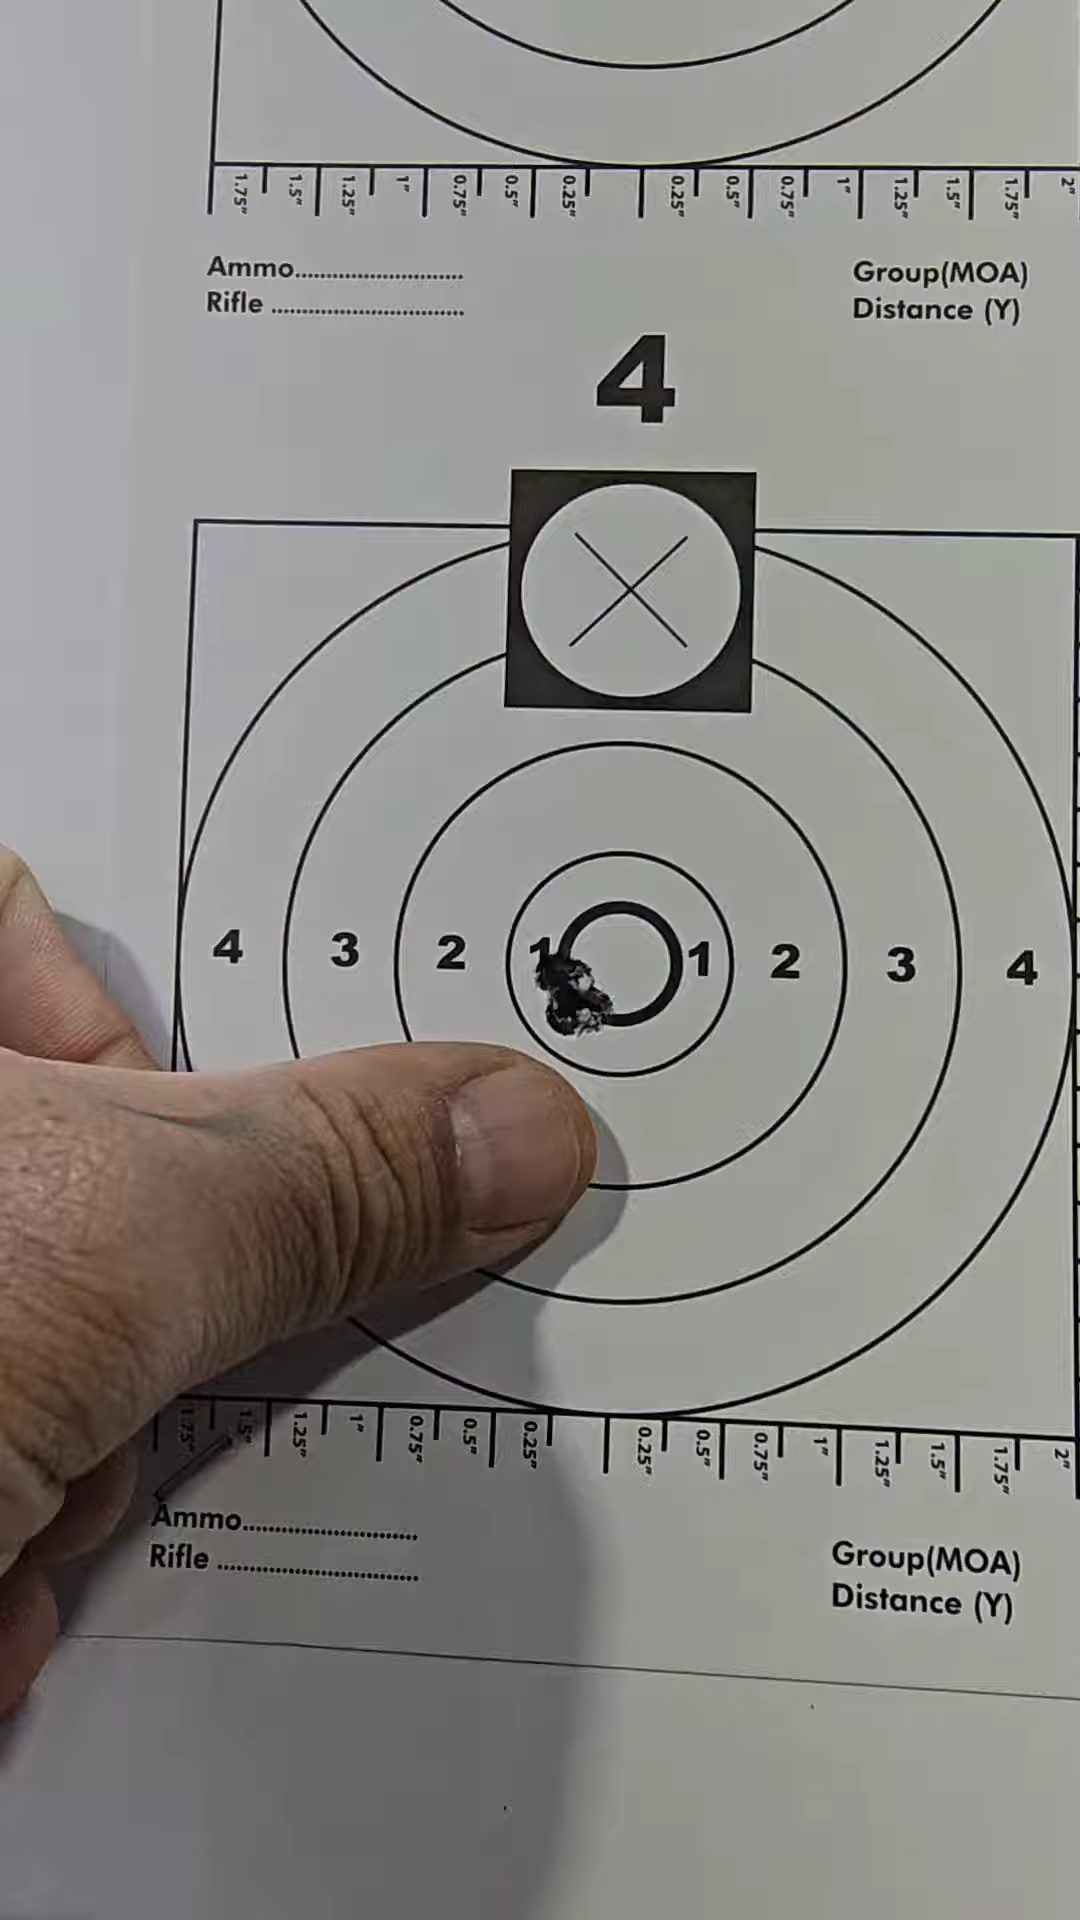 1.75" 1.5" 1.25" 1" 0.75" 0.5" 0.25" 0.25" 0.5" 0.75" 1" 1.25" 1.5" 1.75" 2"
Ammo............................ Group(MOA)
Rifle ................................ Distance (Y)
4
4 3 2 1 1 2 3 4
1.75" 1.5" 1.25" 1" 0.75" 0.5" 0.25" 0.25" 0.5" 0.75" 1" 1.25" 1.5" 1.75" 2"
Ammo............................ Group(MOA)
Rifle ................................ Distance (Y)